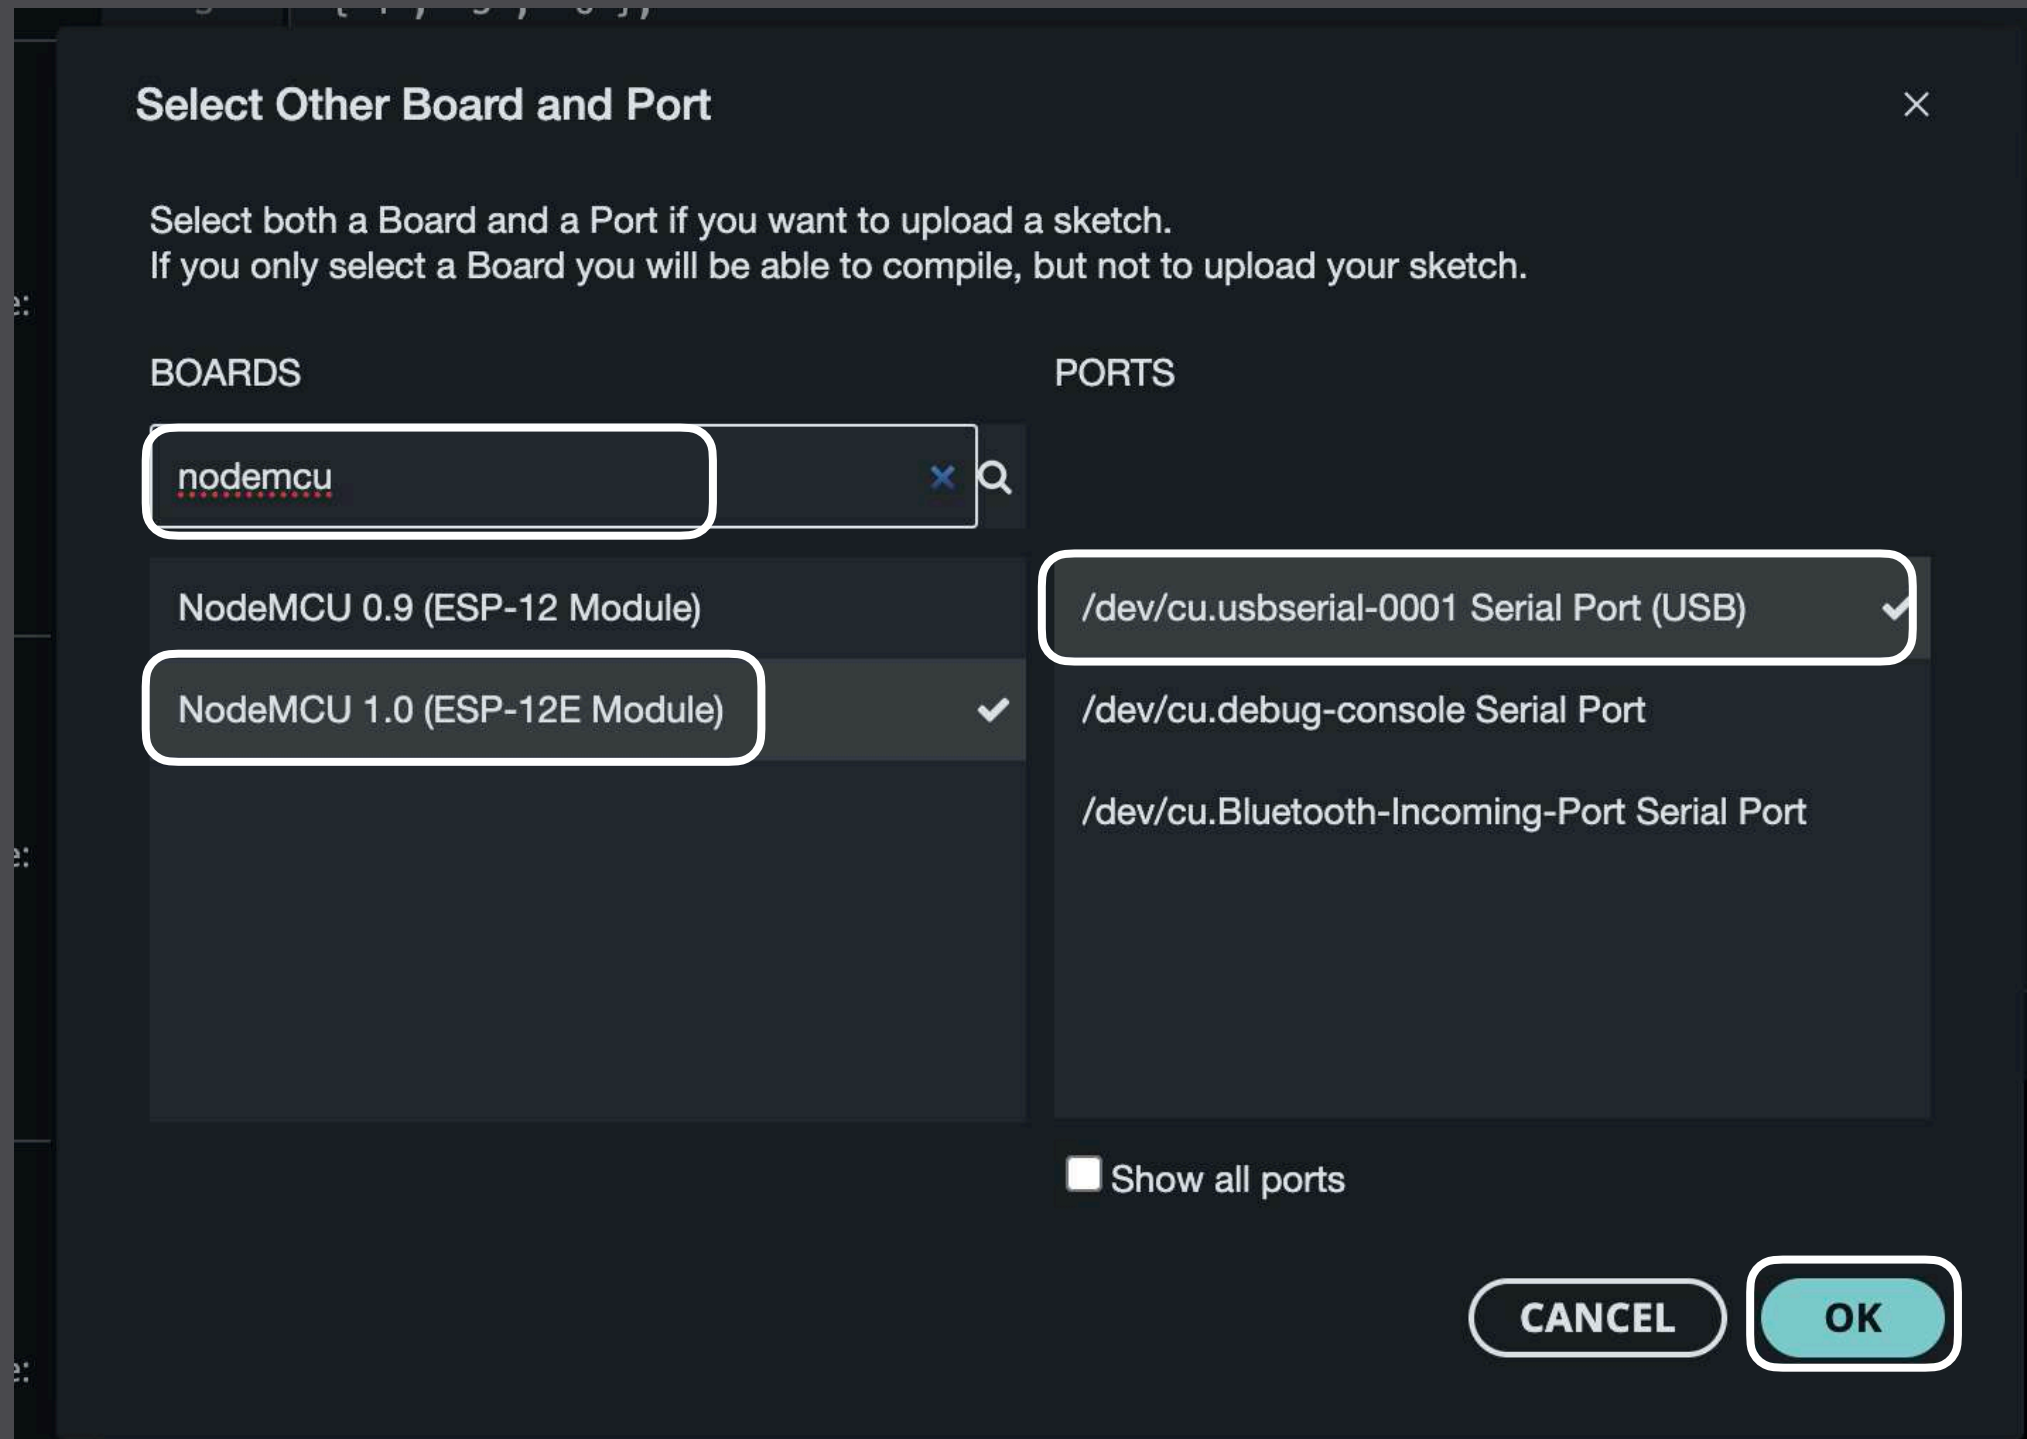 Select Other Board and Port
Select both a Board and a Port if you want to upload a sketch.
If you only select a Board you will be able to compile, but not to upload your sketch.
BOARDS
nodemcu
NodeMCU 0.9 (ESP-12 Module)
NodeMCU 1.0 (ESP-12E Module)
PORTS
/dev/cu.usbserial-0001 Serial Port (USB)
/dev/cu.debug-console Serial Port
/dev/cu.Bluetooth-Incoming-Port Serial Port
Show all ports
CANCEL
OK